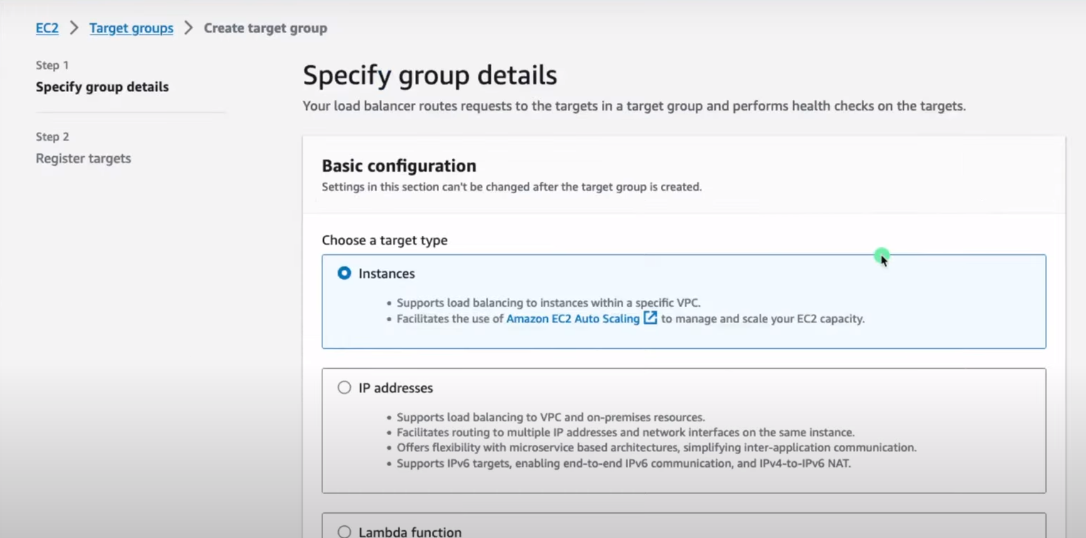 EC2 > Target groups > Create target group
Step 1
Specify group details
Step 2
Register targets
Specify group details
Your load balancer routes requests to the targets in a target group and performs health checks on the targets.
Basic configuration
Settings in this section can't be changed after the target group is created.
Choose a target type
Instances
• Supports load balancing to instances within a specific VPC.
• Facilitates the use of Amazon EC2 Auto Scaling to manage and scale your EC2 capacity.
IP addresses
• Supports load balancing to VPC and on-premises resources.
• Facilitates routing to multiple IP addresses and network interfaces on the same instance.
• Offers flexibility with microservice based architectures, simplifying inter-application communication.
• Supports IPv6 targets, enabling end-to-end IPv6 communication, and IPv4-to-IPv6 NAT.
Lambda function